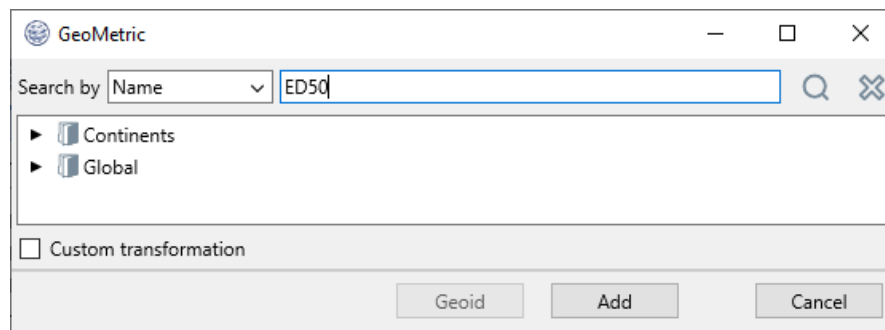 GeoMetric
Search by Name ED50
Continents
Global
Custom transformation
Geoid Add Cancel